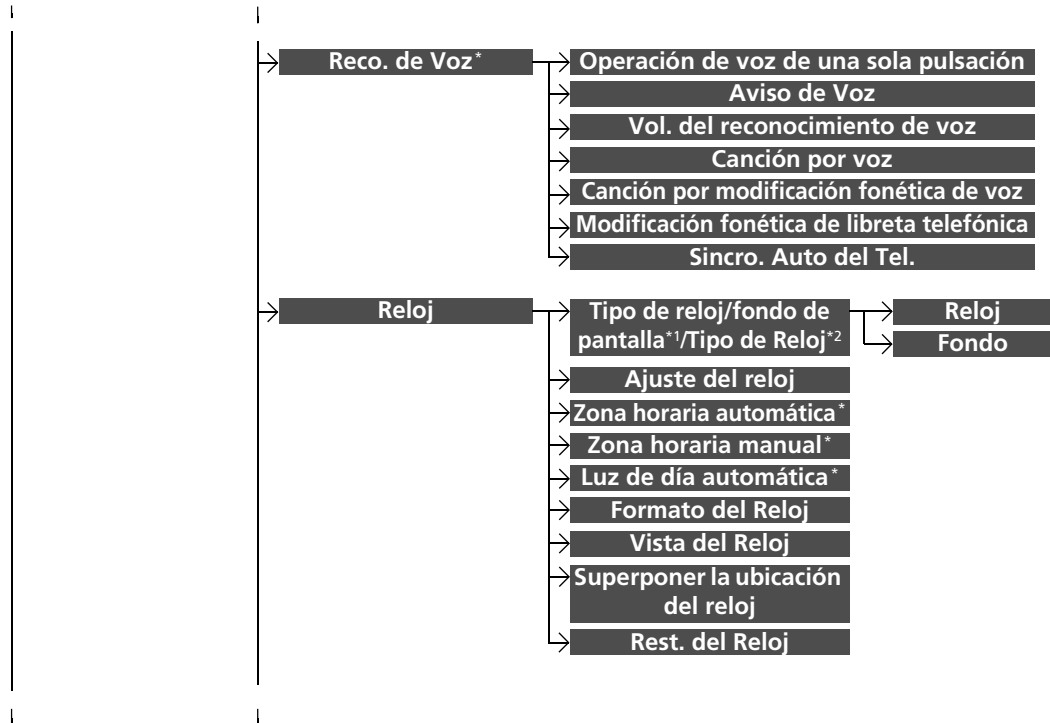 Reco. de Voz*
Operación de voz de una sola pulsación
Aviso de Voz
Vol. del reconocimiento de voz
Canción por voz
Canción por modificación fonética de voz
Modificación fonética de libreta telefónica
Sincro. Auto del Tel.
Reloj
Tipo de reloj/fondo de
pantalla*1/Tipo de Reloj*2
Reloj
Fondo
Ajuste del reloj
Zona horaria automática*
Zona horaria manual*
Luz de día automática*
Formato del Reloj
Vista del Reloj
Superponer la ubicación
del reloj
Rest. del Reloj